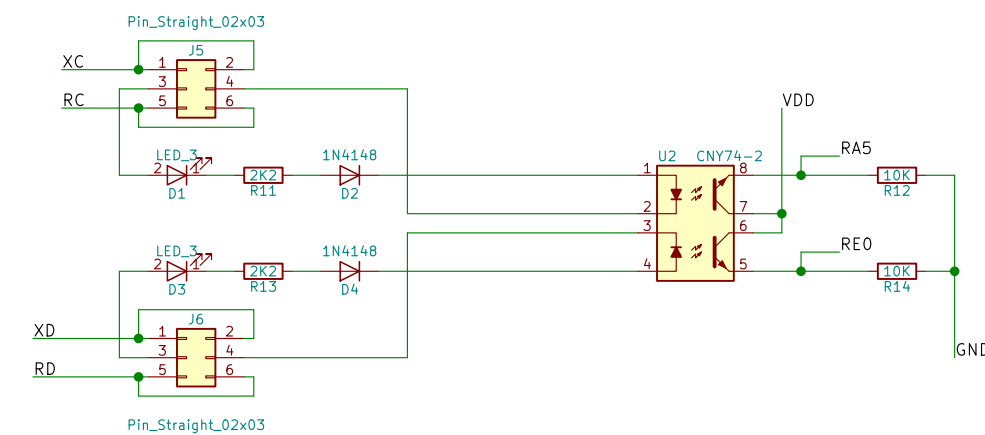 Pin_Straight_02x03
J5
XC 1 2
3 4
RC 5 6
VDD
LED_3 1N4148 U2 CNY74-2 RA5
2 1 2K2 1 8 10K
D1 R11 D2 R12
2 7
3 6
LED_3 1N4148 RE0
2 1 2K2 4 5 10K
D3 R13 D4 R14
J6
XD 1 2
3 4 GND
RD 5 6
Pin_Straight_02x03